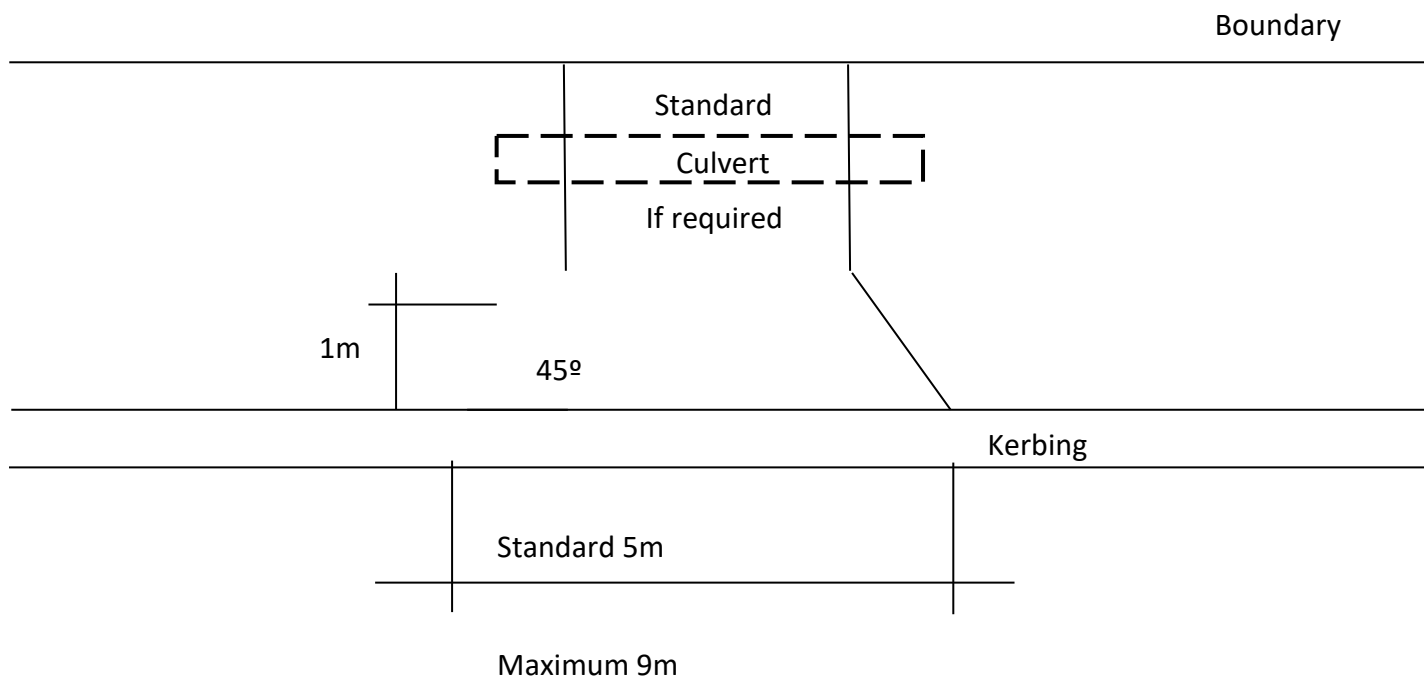 Boundary
Standard
Culvert
If required
1m
45º
Kerbing
Standard 5m
Maximum 9m